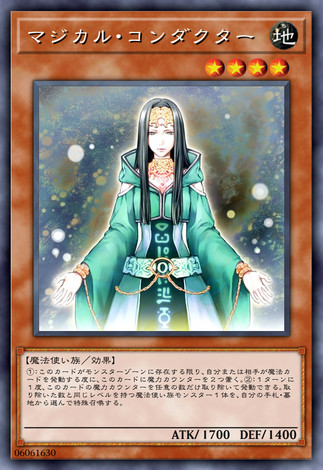 マジカル・コンダクター
地
【魔法使い族/効果】
①:このカードがモンスターゾーンに存在する限り、自分または相手が魔法
カードを発動する度に、このカードに魔力カウンターを2つ置く。②:1ターンに
1度、このカードの魔力カウンターを任意の数だけ取り除いて発動できる。取
り除いた数と同じレベルを持つ魔法使い族モンスター1体を、自分の手札・墓
地から選んで特殊召喚する。
ATK/1700 DEF/1400
06061630